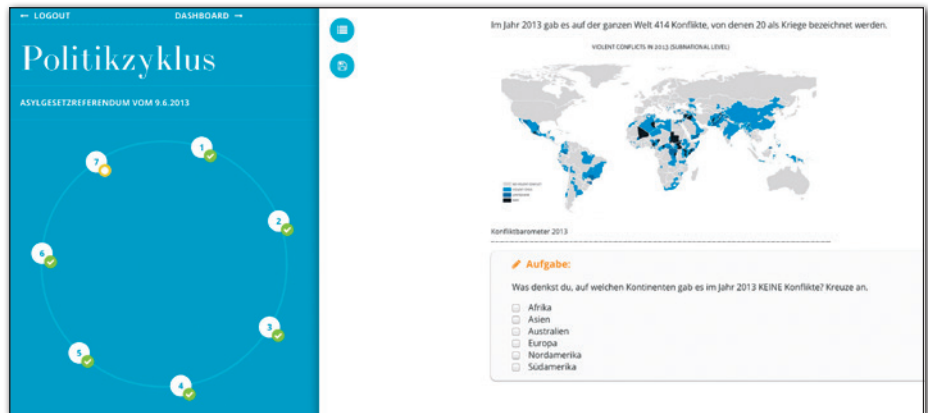 ← LOGOUT
DASHBOARD →
Politikzyklus
ASYLGESETZREFERENDUM VOM 9.6.2013
1
2
3
4
5
6
7
Im Jahr 2013 gab es auf der ganzen Welt 414 Konflikte, von denen 20 als Kriege bezeichnet werden.
VIOLENT CONFLICTS IN 2013 (SUBNATIONAL LEVEL)
Konfliktbarometer 2013
Aufgabe:
Was denkst du, auf welchen Kontinenten gab es im Jahr 2013 KEINE Konflikte? Kreuze an.
Afrika
Asien
Australien
Europa
Nordamerika
Südamerika